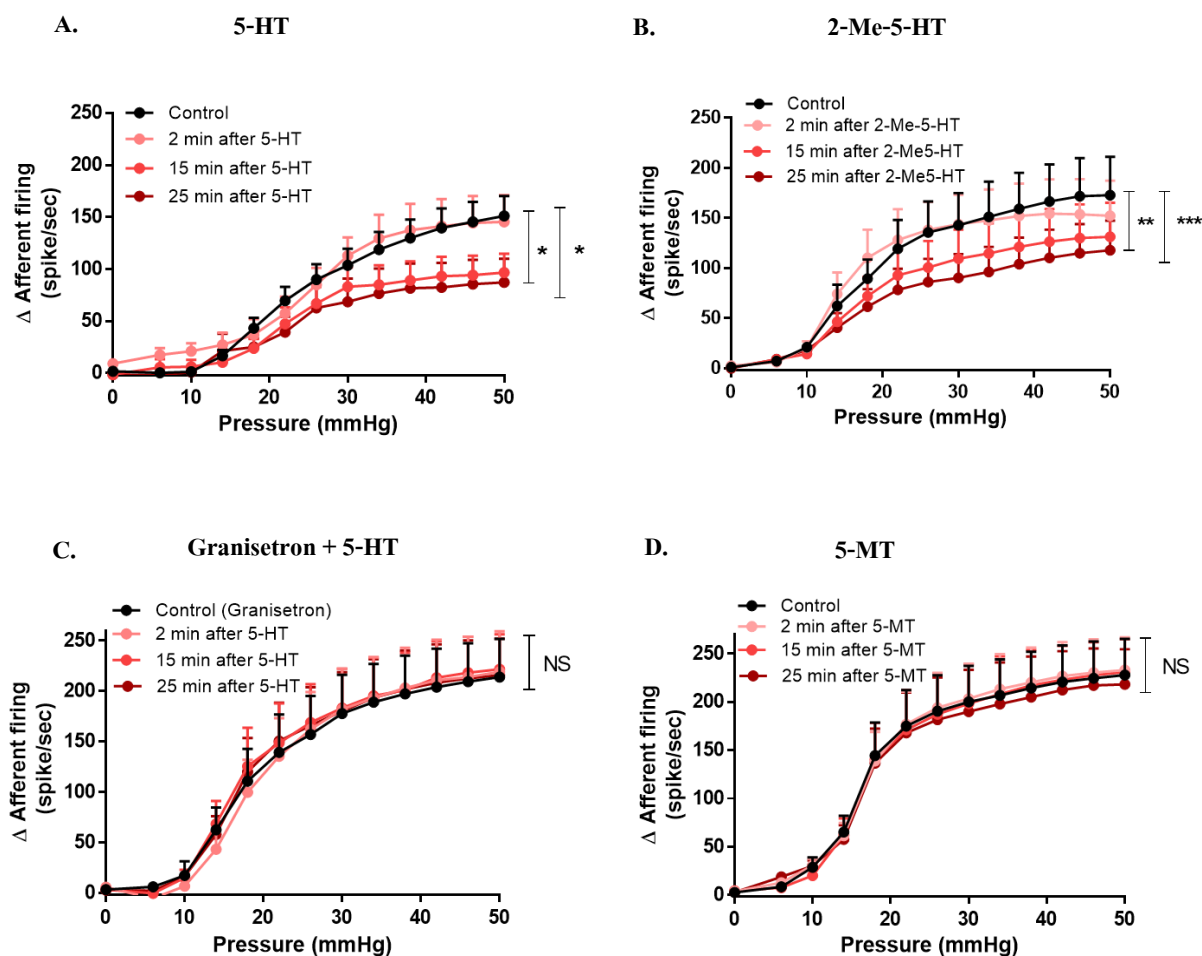 A.
5-HT
250
200
150
100
50
0
Control
2 min after 5-HT
15 min after 5-HT
25 min after 5-HT
*
*
Δ Afferent firing
(spike/sec)
0 10 20 30 40 50
Pressure (mmHg)
B.
2-Me-5-HT
250
200
150
100
50
0
Control
2 min after 2-Me-5-HT
15 min after 2-Me5-HT
25 min after 2-Me5-HT
**
***
Δ Afferent firing
(spike/sec)
0 10 20 30 40 50
Pressure (mmHg)
C.
Granisetron + 5-HT
250
200
150
100
50
0
Control (Granisetron)
2 min after 5-HT
15 min after 5-HT
25 min after 5-HT
NS
Δ Afferent firing
(spike/sec)
0 10 20 30 40 50
Pressure (mmHg)
D.
5-MT
250
200
150
100
50
0
Control
2 min after 5-MT
15 min after 5-MT
25 min after 5-MT
NS
Δ Afferent firing
(spike/sec)
0 10 20 30 40 50
Pressure (mmHg)